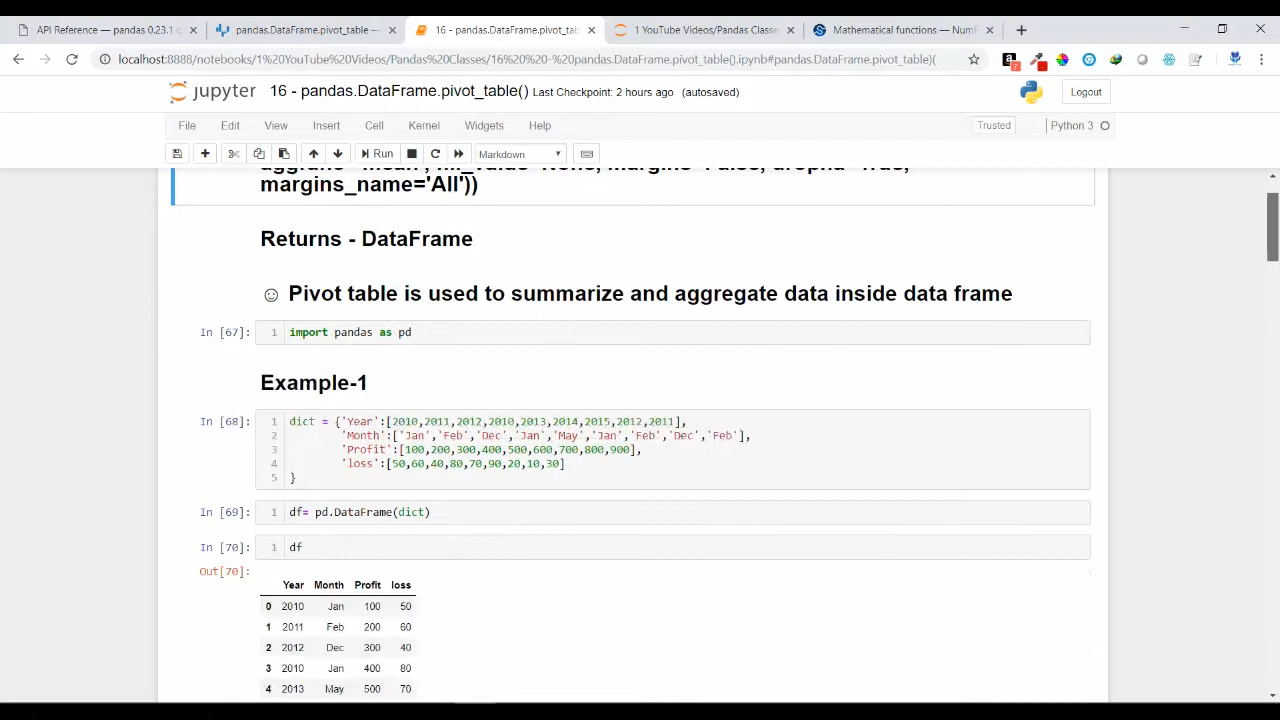 API Reference — pandas 0.23.1 c
pandas.DataFrame.pivot_table —
16 - pandas.DataFrame.pivot_tab
1 YouTube Videos/Pandas Classe
Mathematical functions — NumP
localhost:8888/notebooks/1%20YouTube%20Videos/Pandas%20Classe/16%20%20-%20pandas.DataFrame.pivot_table().ipynb#pandas.DataFrame.pivot_table)(
jupyter 16 - pandas.DataFrame.pivot_table() Last Checkpoint: 2 hours ago (autosaved)
Logout
File Edit View Insert Cell Kernel Widgets Help
Trusted Python 3
Run Markdown
margins_name='All'))
Returns - DataFrame
☺ Pivot table is used to summarize and aggregate data inside data frame
In [67]: 1 import pandas as pd
Example-1
In [68]: 1 dict = {'Year':[2010,2011,2012,2010,2013,2014,2015,2012,2011],
2 'Month':['Jan','Feb','Dec','Jan','May','Jan','Feb','Dec','Feb'],
3 'Profit':[100,200,300,400,500,600,700,800,900],
4 'loss':[50,60,40,80,70,90,20,10,30]
5 }
In [69]: 1 df= pd.DataFrame(dict)
In [70]: 1 df
Out[70]:
Year Month Profit loss
0 2010 Jan 100 50
1 2011 Feb 200 60
2 2012 Dec 300 40
3 2010 Jan 400 80
4 2013 May 500 70